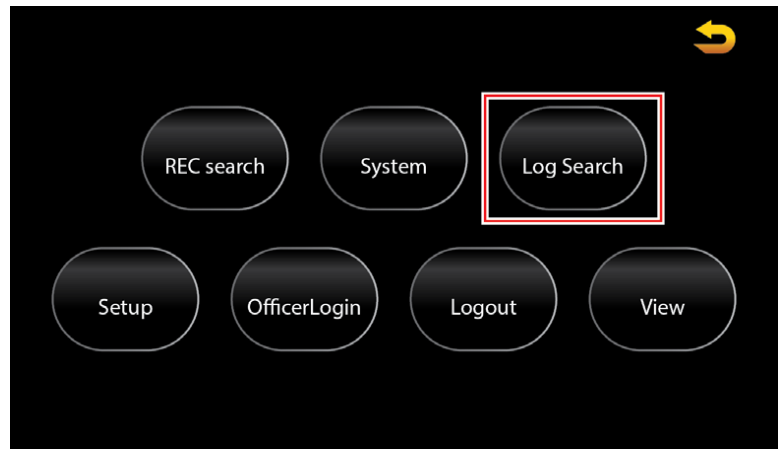 REC search
System
Log Search
Setup
OfficerLogin
Logout
View